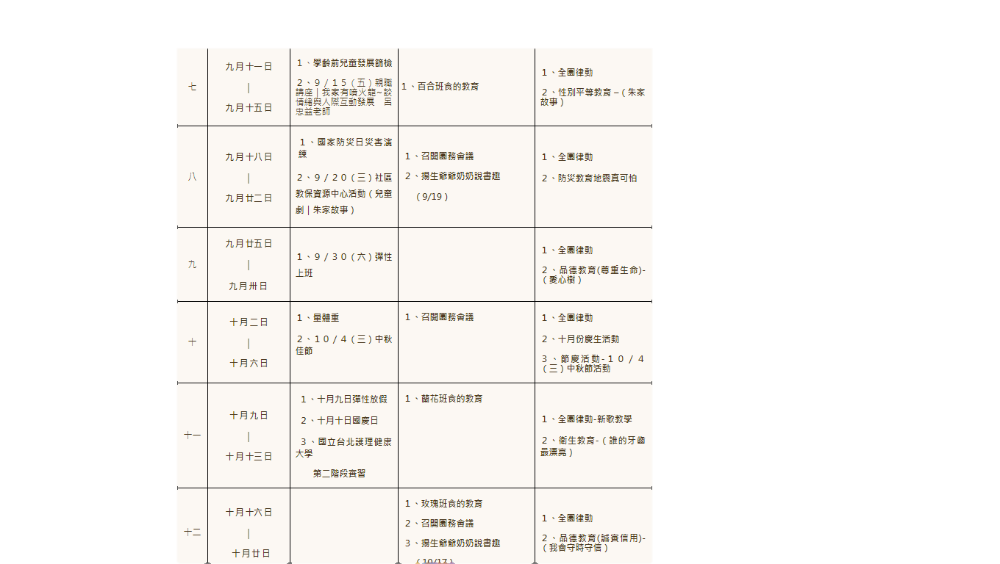 七
九月十一日
|
九月十五日
1、學齡前兒童發展篩檢
2、9/15(五)親職
講座|我家有噴火龍~談
情緒與人際互動發展 呂
忠益老師
1、百合班食的教育
1、全園律動
2、性別平等教育–(朱家
故事)
八
九月十八日
|
九月廿二日
1、國家防災日災害演
練
2、9/20(三)社區
教保資源中心活動(兒童
劇|朱家故事)
1、召開園務會議
2、揚生爺爺奶奶說書趣
(9/19)
1、全園律動
2、防災教育地震真可怕
九
九月廿五日
|
九月卅日
1、9/30(六)彈性
上班
1、全園律動
2、品德教育(尊重生命)-
(愛心樹)
十
十月二日
|
十月六日
1、量體重
2、10/4(三)中秋
佳節
1、召開園務會議
1、全園律動
2、十月份慶生活動
3、節慶活動-10/4
(三)中秋節活動
十一
十月九日
|
十月十三日
1、十月九日彈性放假
2、十月十日國慶日
3、國立台北護理健康
大學
第二階段實習
1、蘭花班食的教育
1、全園律動-新歌教學
2、衛生教育-(誰的牙齒
最漂亮)
十二
十月十六日
|
十月廿日
1、玫瑰班食的教育
2、召開園務會議
3、揚生爺爺奶奶說書趣
(10/17)
1、全園律動
2、品德教育(誠實信用)-
(我會守時守信)